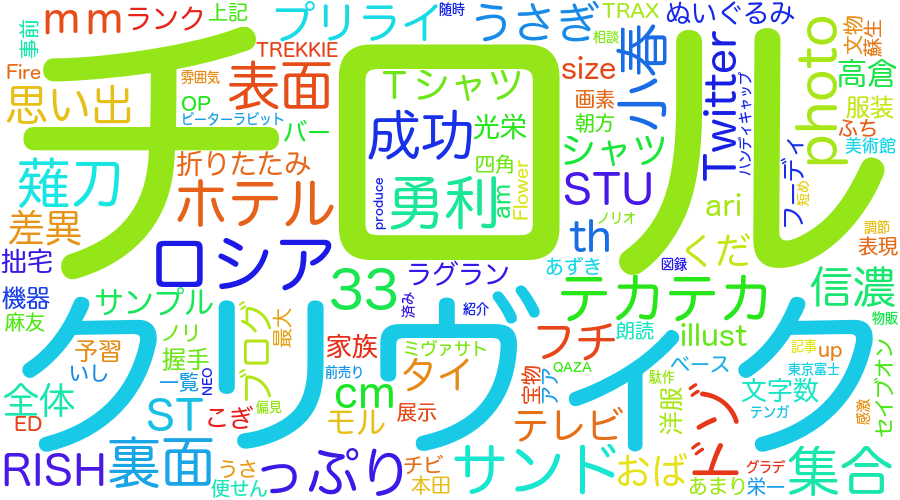 mm
ランク
上記
プリライ
随時
うさぎ
TRAX
ぬいぐるみ
事前
TREKKIE
相談
文物
蘇生
Fire
雰囲気
表面
チロル
Tシャツ
size
小春
Twitter
photo
高倉
思い出
OP
ピーターラビット
バー
成功
光栄
画素
朝方
ハンディキャップ
服装
ふち
美術館
薙刀
折りたたみ
四角
シャツ
フーディ
短め
ホテル
produce
勇利
am
Flower
STU
ari
差異
ノリオ
th
くだ
調節
表現
拙宅
ロシア
ラグラン
あずき
図録
信濃
機器
サンプル
33
済み
紹介
テカテカ
物販
麻友
ノリ
ブログ
最大
クリヴィク
家族
ミヴァサト
フチ
朗読
illust
記事
up
予習
握手
前売り
QAZA
ベース
東京富士
いし
一覧
NEO
cm
タイ
宝物
アア
駄作
文字数
セイブオン
全体
ST
こぎ
偏見
モル
展示
テレビ
洋服
ドン
テンガ
感激
ED
RISH
裏面
うさ
便せん
っぷり
チビ
本田
サンド
おば
あまり
グラデ
栄一
集合